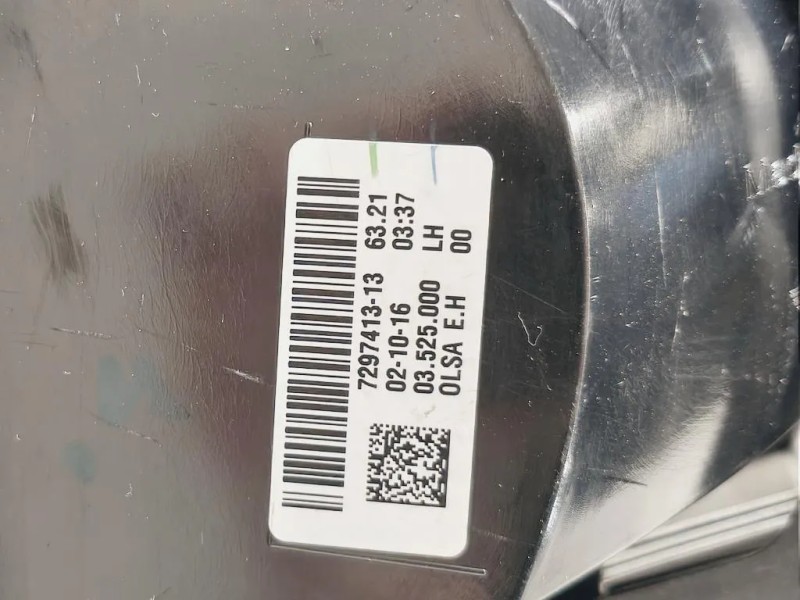 7297413-13 63.21
02-10-16 03:37
03.525.000 LH
OLSA E.H 00